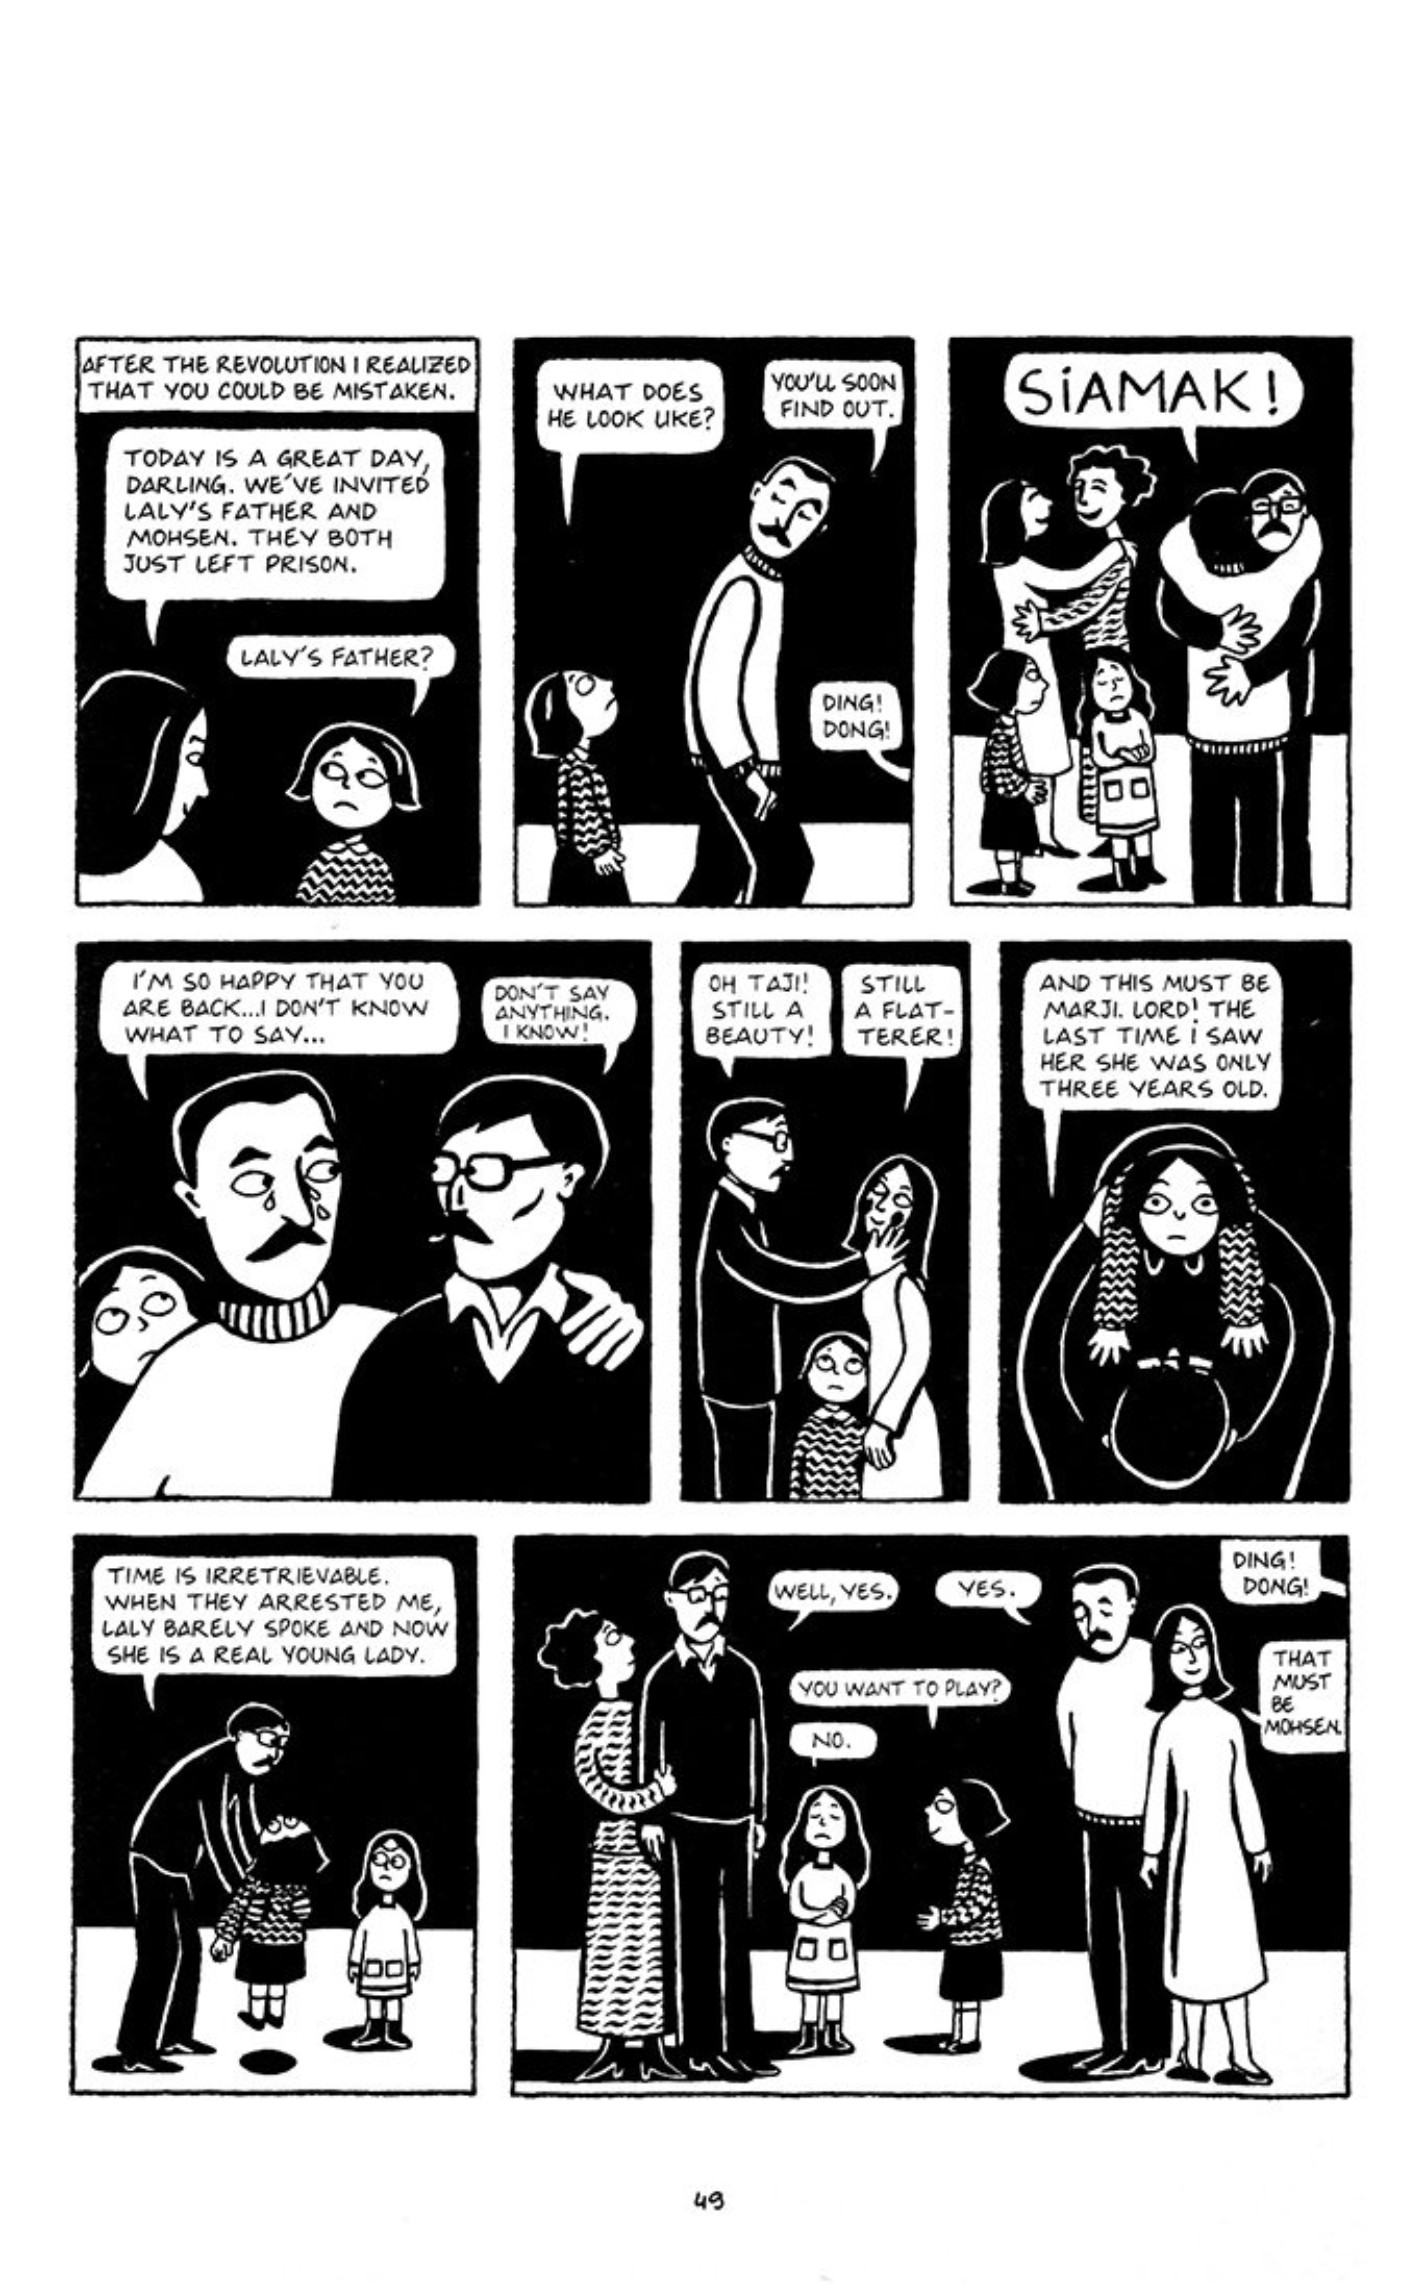 AFTER THE REVOLUTION I REALIZED
THAT YOU COULD BE MISTAKEN.
TODAY IS A GREAT DAY,
DARLING. WE'VE INVITED
LALY'S FATHER AND
MOHSEN. THEY BOTH
JUST LEFT PRISON.
LALY'S FATHER?
WHAT DOES
HE LOOK LIKE?
YOU'LL SOON
FIND OUT.
DING!
DONG!
SiAMAK!
I'M SO HAPPY THAT YOU
ARE BACK...I DON'T KNOW
WHAT TO SAY...
DON'T SAY
ANYTHING.
I KNOW!
OH TAJI!
STILL A
BEAUTY!
STILL
A FLAT-
TERER!
AND THIS MUST BE
MARJI. LORD! THE
LAST TIME i SAW
HER SHE WAS ONLY
THREE YEARS OLD.
TIME IS IRRETRIEVABLE.
WHEN THEY ARRESTED ME,
LALY BARELY SPOKE AND NOW
SHE IS A REAL YOUNG LADY.
WELL, YES.
YES.
YOU WANT TO PLAY?
NO.
DING!
DONG!
THAT
MUST
BE
MOHSEN.
49